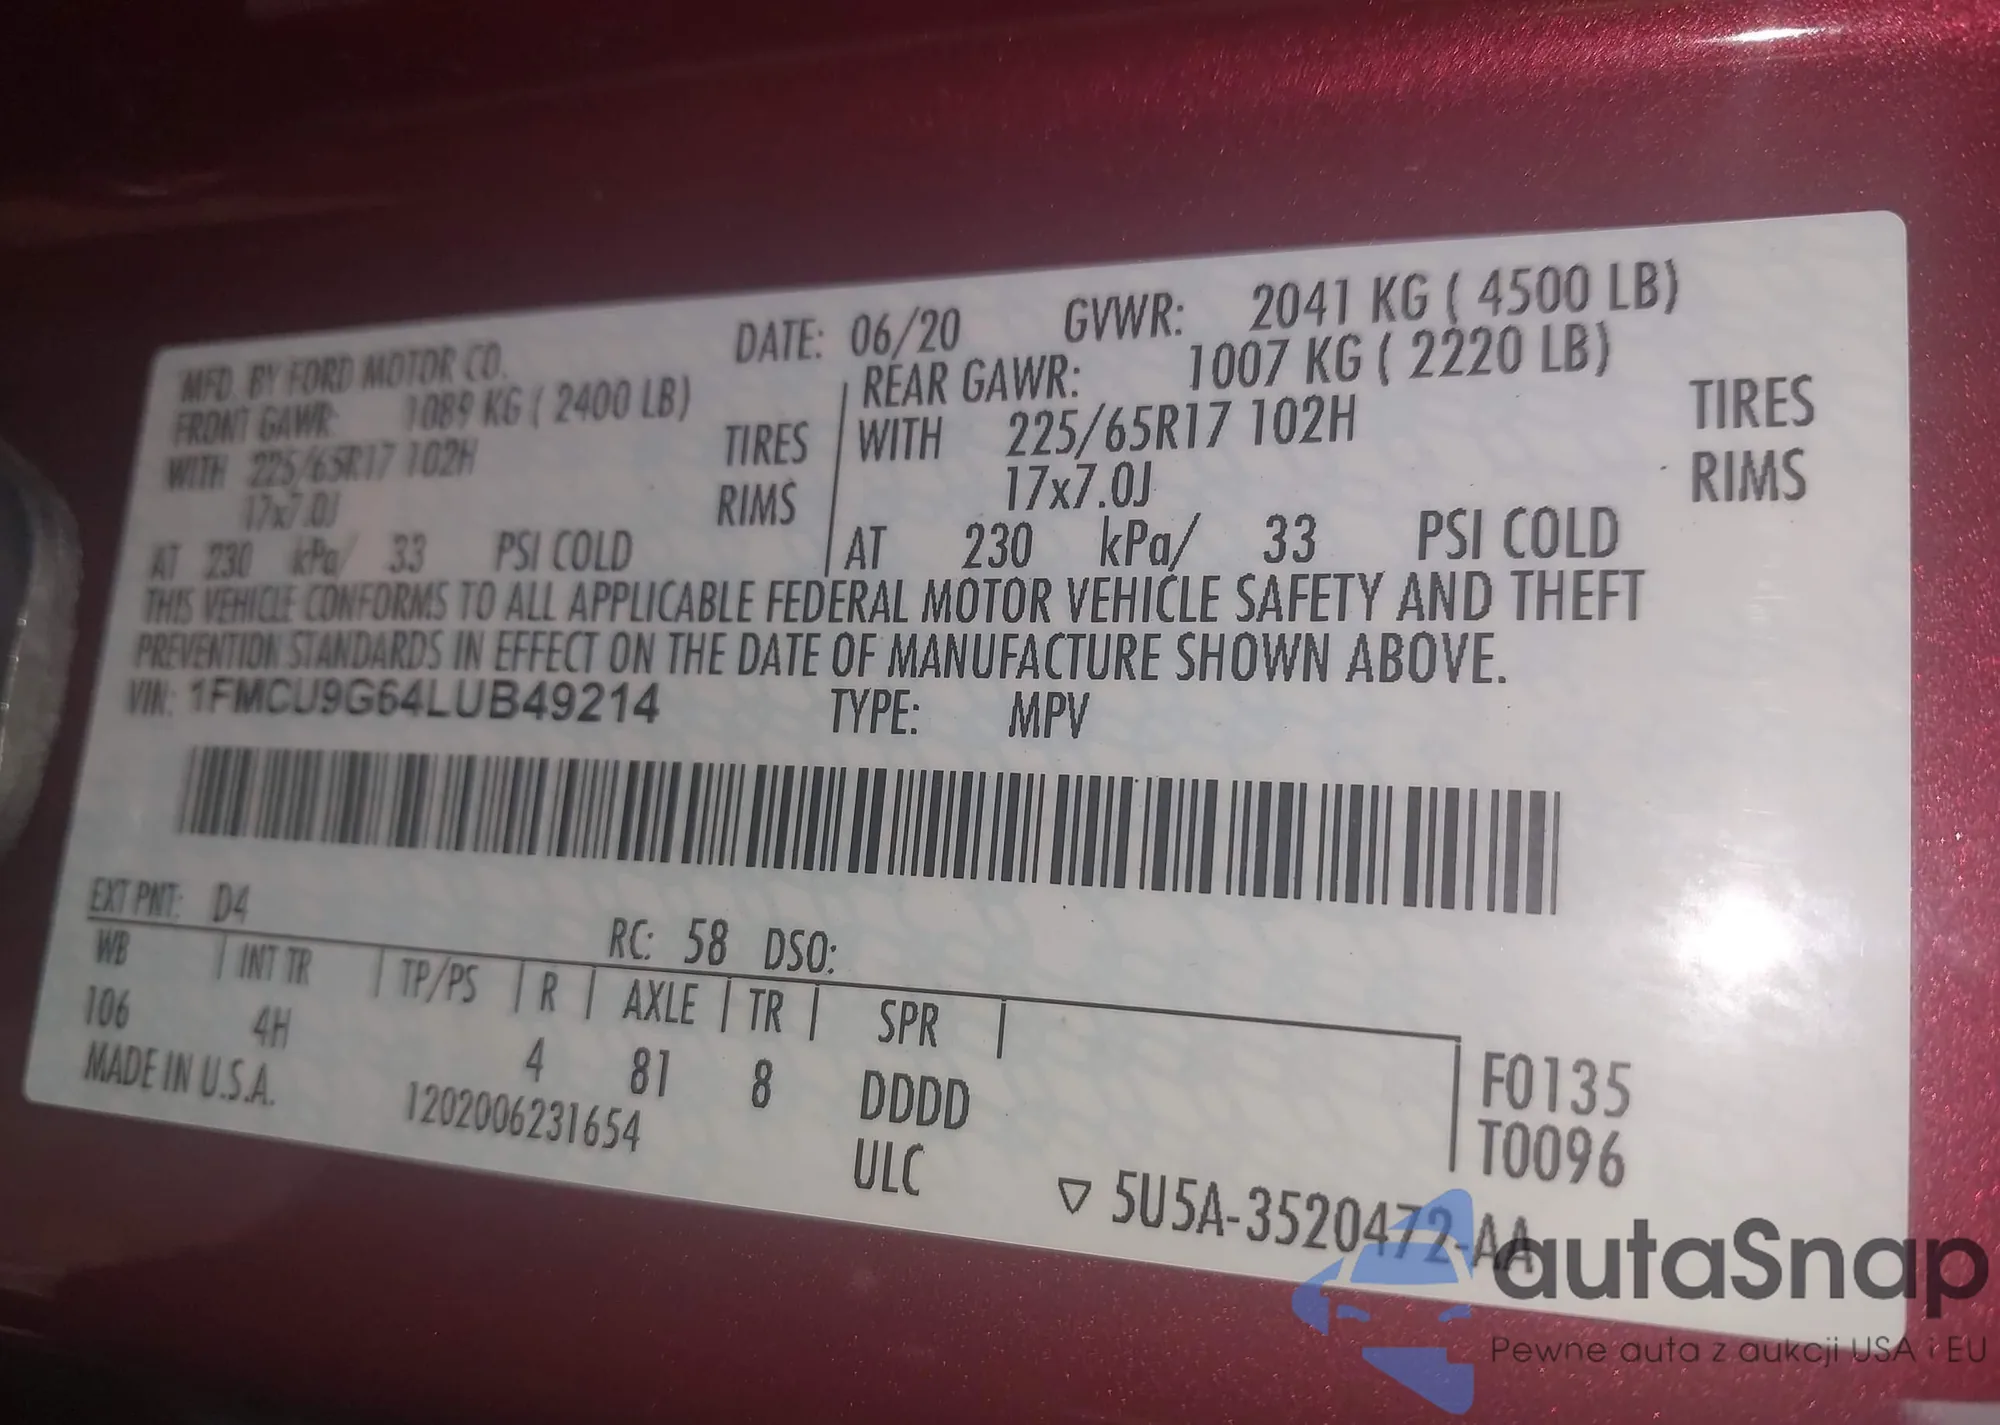 MFD. BY FORD MOTOR CO. DATE: 06/20 GVWR: 2041 KG ( 4500 LB)
FRONT GAWR: 1089 KG ( 2400 LB) REAR GAWR: 1007 KG ( 2220 LB)
WITH 225/65R17 102H TIRES WITH 225/65R17 102H TIRES
17x7.0J RIMS 17x7.0J RIMS
AT 230 kPa/ 33 PSI COLD AT 230 kPa/ 33 PSI COLD
THIS VEHICLE CONFORMS TO ALL APPLICABLE FEDERAL MOTOR VEHICLE SAFETY AND THEFT
PREVENTION STANDARDS IN EFFECT ON THE DATE OF MANUFACTURE SHOWN ABOVE.
VIN: 1FMCU9G64LUB49214 TYPE: MPV
EXT PNT: D4 RC: 58 DSO:
WB INT TR TP/PS R AXLE TR SPR
106 4H 4 81 8 DDDD F0135
MADE IN U.S.A. 1202006231654 ULC T0096
▽ 5U5A-3520472-AA
autaSnap
Pewne auta z aukcji USA i EU